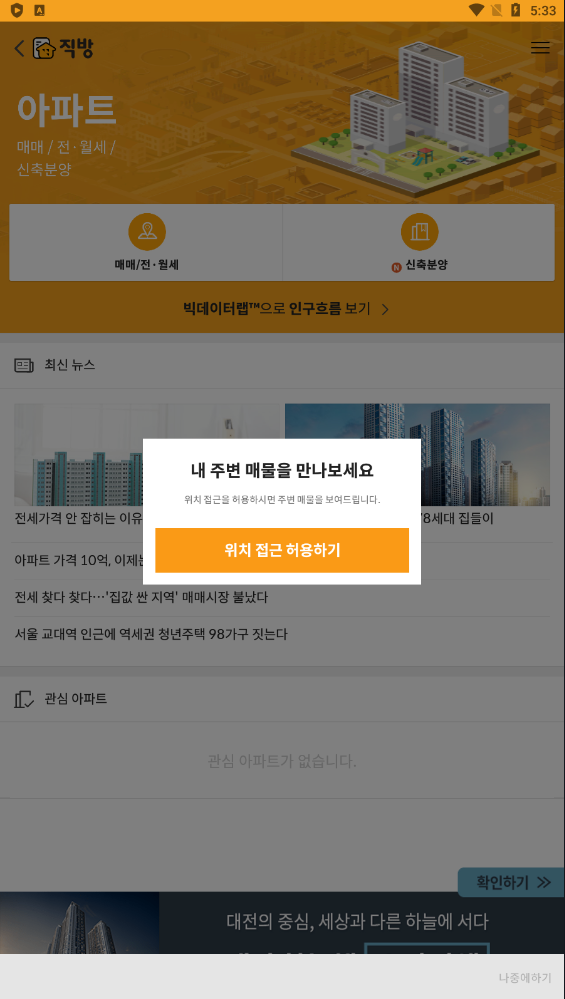 5:33
직방
아파트
매매 / 전·월세 /
신축분양
매매/전·월세
N 신축분양
빅데이터랩™으로 인구흐름 보기
최신 뉴스
전세가격 안 잡히는 이유
8세대 집들이
내 주변 매물을 만나보세요
위치 접근을 허용하시면 주변 매물을 보여드립니다.
위치 접근 허용하기
아파트 가격 10억, 이제는
전세 찾다 찾다…'집값 싼 지역' 매매시장 불났다
서울 교대역 인근에 역세권 청년주택 98가구 짓는다
관심 아파트
관심 아파트가 없습니다.
확인하기
대전의 중심, 세상과 다른 하늘에 서다
나중에하기